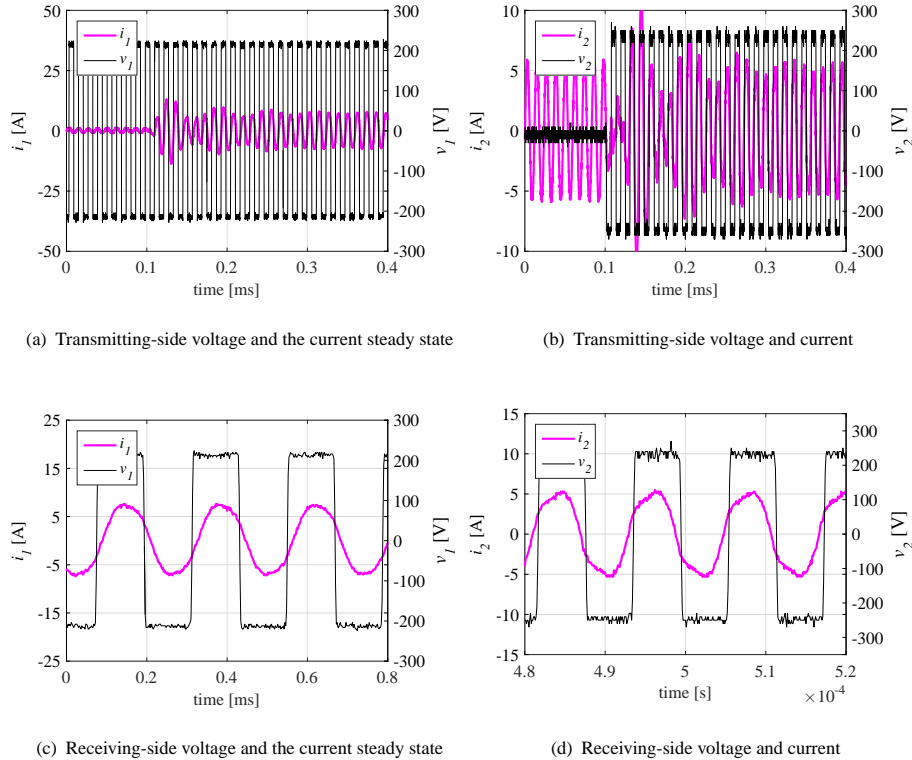 50
25
0
-25
-50
i1 [A]
i1
v1
300
200
100
0
-100
-200
-300
v1 [V]
0 0.1 0.2 0.3 0.4
time [ms]
(a) Transmitting-side voltage and the current steady state
10
5
0
-5
-10
i2 [A]
i2
v2
300
200
100
0
-100
-200
-300
v2 [V]
0 0.1 0.2 0.3 0.4
time [ms]
(b) Transmitting-side voltage and current
25
15
5
-5
-15
-25
i1 [A]
i1
v1
300
200
100
0
-100
-200
-300
v1 [V]
0 0.2 0.4 0.6 0.8
time [ms]
(c) Receiving-side voltage and the current steady state
15
10
5
0
-5
-10
-15
i2 [A]
i2
v2
300
200
100
0
-100
-200
-300
v2 [V]
4.8 4.9 5 5.1 5.2
time [s]
×10^-4
(d) Receiving-side voltage and current